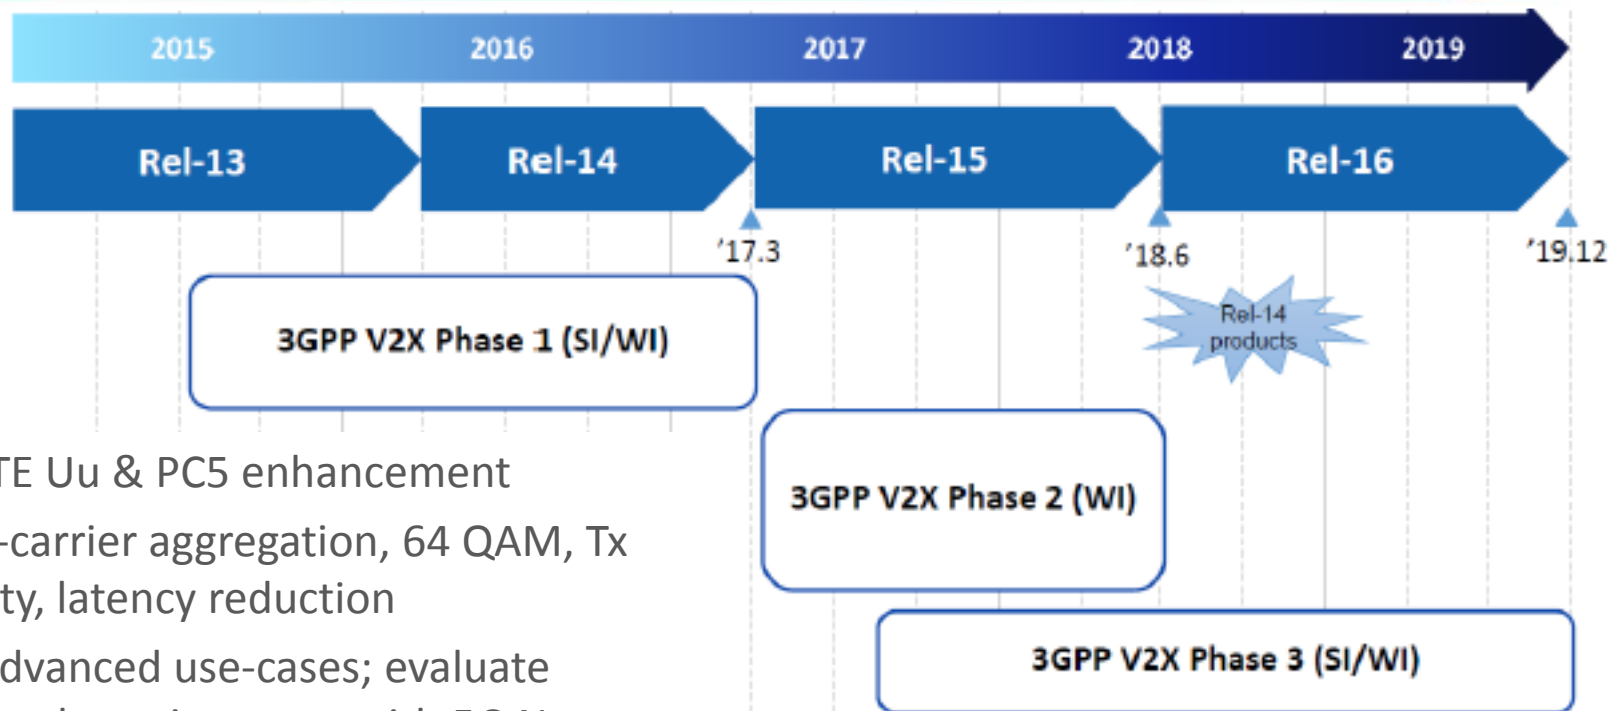 2015 2016 2017 2018 2019
Rel-13 Rel-14 Rel-15 Rel-16
'17.3 '18.6 '19.12
3GPP V2X Phase 1 (SI/WI)
Rel-14
products
TE Uu & PC5 enhancement
-carrier aggregation, 64 QAM, Tx
ty, latency reduction
dvanced use-cases; evaluate
3GPP V2X Phase 2 (WI)
3GPP V2X Phase 3 (SI/WI)